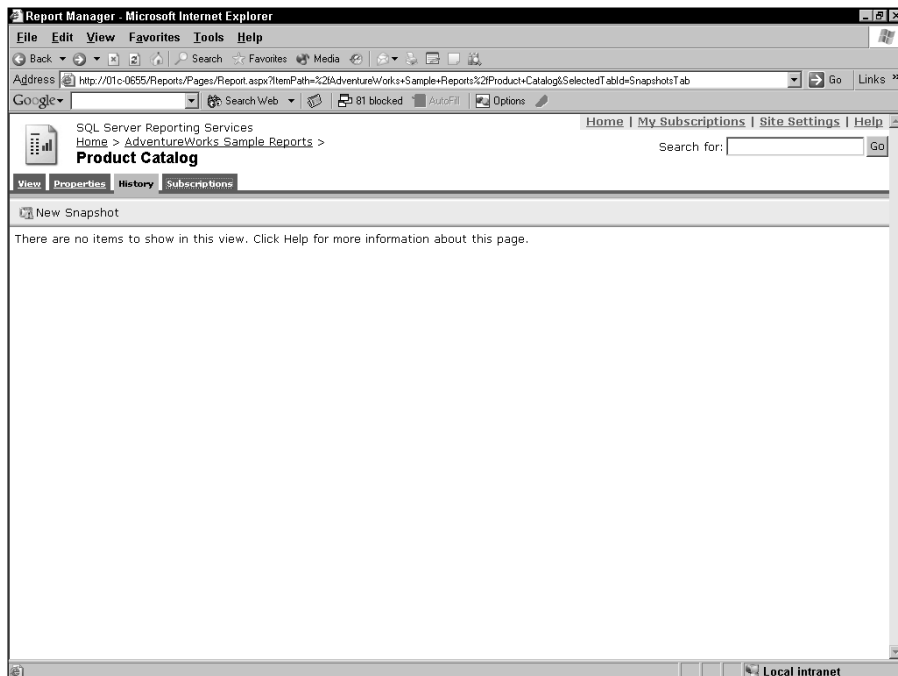 Report Manager - Microsoft Internet Explorer
File Edit View Favorites Tools Help
Back Search Favorites Media
Address http://01c-0655/Reports/Pages/Report.aspx?ItemPath=%2fAdventureWorks+Sample+Reports%2fProduct+Catalog&SelectedTabId=SnapshotsTab Go Links »
Google Search Web 81 blocked AutoFill Options
Home | My Subscriptions | Site Settings | Help
SQL Server Reporting Services
Home > AdventureWorks Sample Reports >
Product Catalog
Search for: Go
View Properties History Subscriptions
New Snapshot
There are no items to show in this view. Click Help for more information about this page.
Local intranet